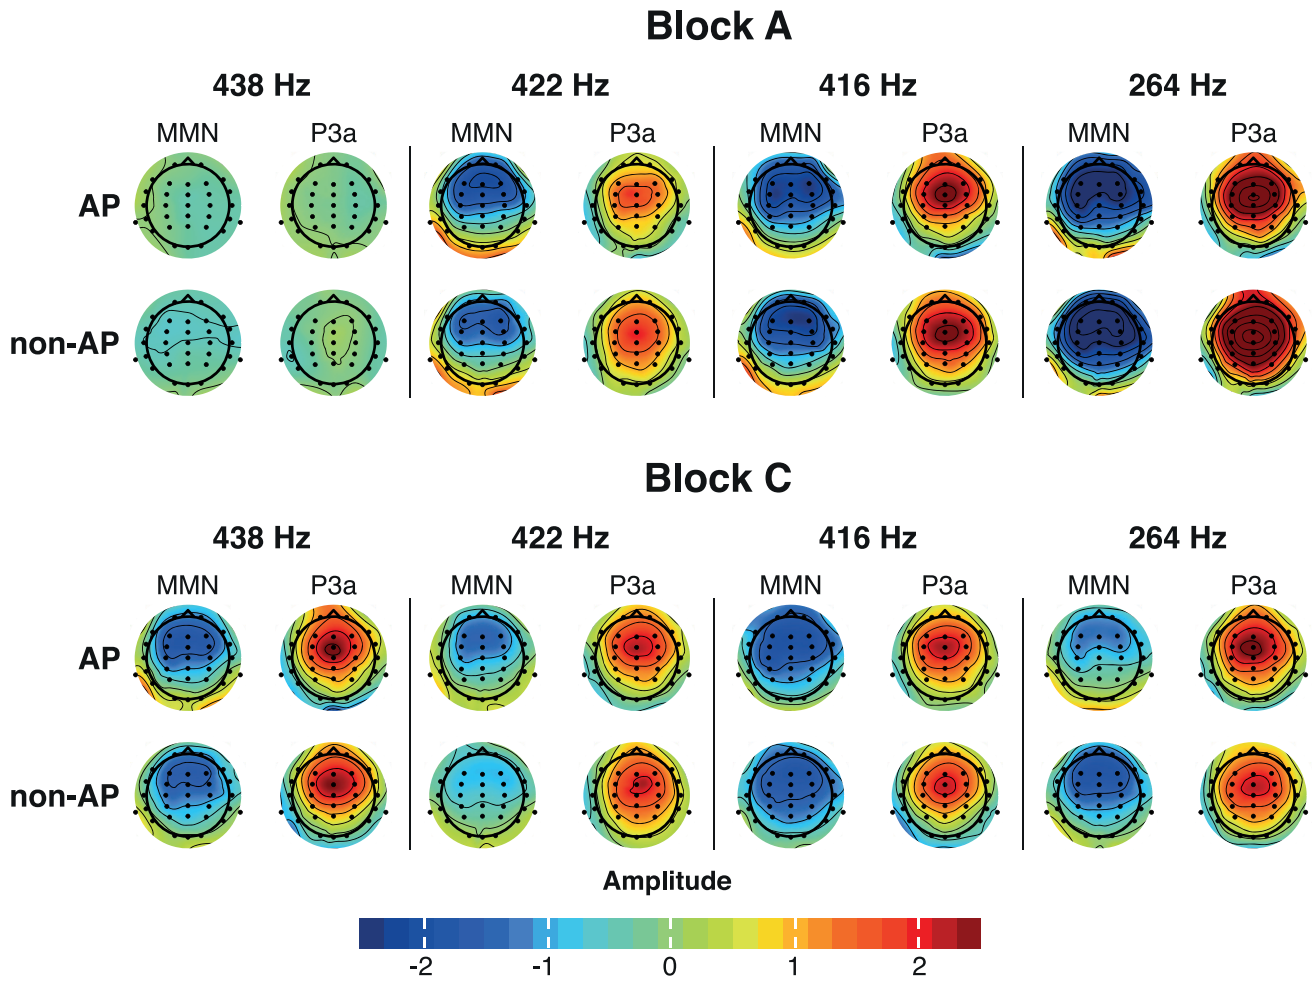 Block A
438 Hz 422 Hz 416 Hz 264 Hz
MMN P3a MMN P3a MMN P3a MMN P3a
AP
non-AP
Block C
438 Hz 422 Hz 416 Hz 264 Hz
MMN P3a MMN P3a MMN P3a MMN P3a
AP
non-AP
Amplitude
-2 -1 0 1 2